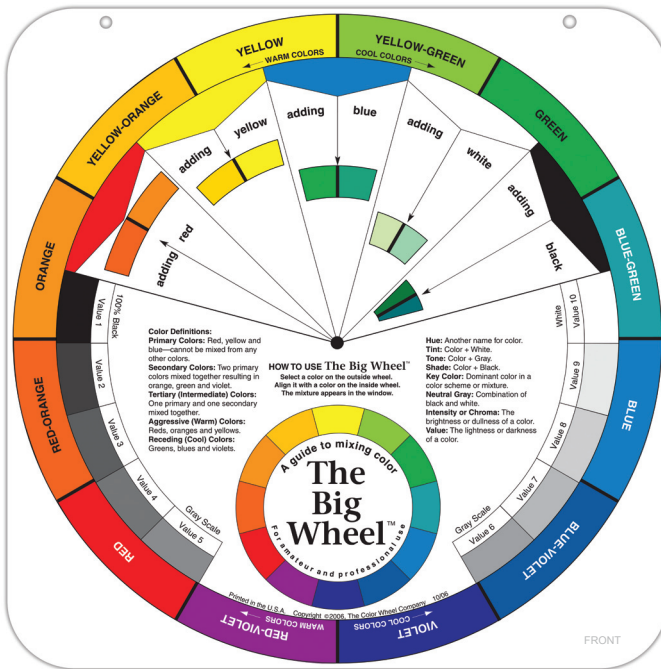 YELLOW
YELLOW-GREEN
GREEN
BLUE-GREEN
BLUE
BLUE-VIOLET
VIOLET
RED-VIOLET
RED
RED-ORANGE
ORANGE
YELLOW-ORANGE
WARM COLORS
COOL COLORS
adding red
adding yellow
adding blue
adding white
adding black
100% Black
Value 1
Value 2
Value 3
Value 4
Value 5
Gray Scale
White
Value 10
Value 9
Value 8
Value 7
Value 6
Gray Scale
Color Definitions:
Primary Colors: Red, yellow and
blue—cannot be mixed from any
other colors.
Secondary Colors: Two primary
colors mixed together resulting in
orange, green and violet.
Tertiary (Intermediate) Colors:
One primary and one secondary
mixed together.
Aggressive (Warm) Colors:
Reds, oranges and yellows.
Receding (Cool) Colors:
Greens, blues and violets.
HOW TO USE The Big Wheel™
Select a color on the outside wheel.
Align it with a color on the inside wheel.
The mixture appears in the window.
Hue: Another name for color.
Tint: Color + White.
Tone: Color + Gray.
Shade: Color + Black.
Key Color: Dominant color in a
color scheme or mixture.
Neutral Gray: Combination of
black and white.
Intensity or Chroma: The
brightness or dullness of a color.
Value: The lightness or darkness
of a color.
A guide to mixing color
The
Big
Wheel™
For amateur and professional use
Printed in the U.S.A. Copyright ©2006, The Color Wheel Company 10/06
WARM COLORS
COOL COLORS
FRONT